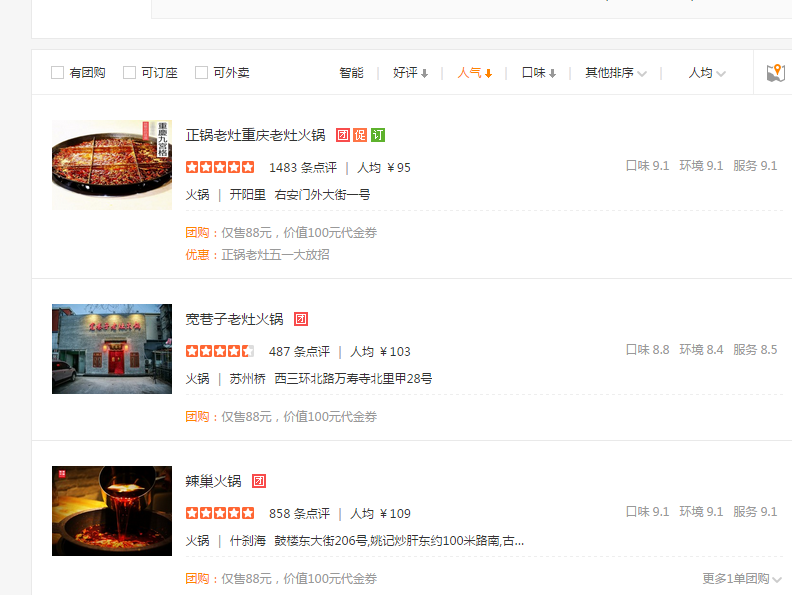 有团购 可订座 可外卖 智能 | 好评 | 人气 | 口味 | 其他排序 | 人均
正锅老灶重庆老灶火锅 团 促 订
重慶九宮格
1483 条点评 | 人均 ¥95 口味 9.1 环境 9.1 服务 9.1
火锅 | 开阳里 右安门外大街一号
团购：仅售88元，价值100元代金券
优惠：正锅老灶五一大放招
宽巷子老灶火锅 团
487 条点评 | 人均 ¥103 口味 8.8 环境 8.4 服务 8.5
火锅 | 苏州桥 西三环北路万寿寺北里甲28号
团购：仅售88元，价值100元代金券
辣巢火锅 团
858 条点评 | 人均 ¥109 口味 9.1 环境 9.1 服务 9.1
火锅 | 什刹海 鼓楼东大街206号,姚记炒肝东约100米路南,古...
团购：仅售88元，价值100元代金券 更多1单团购